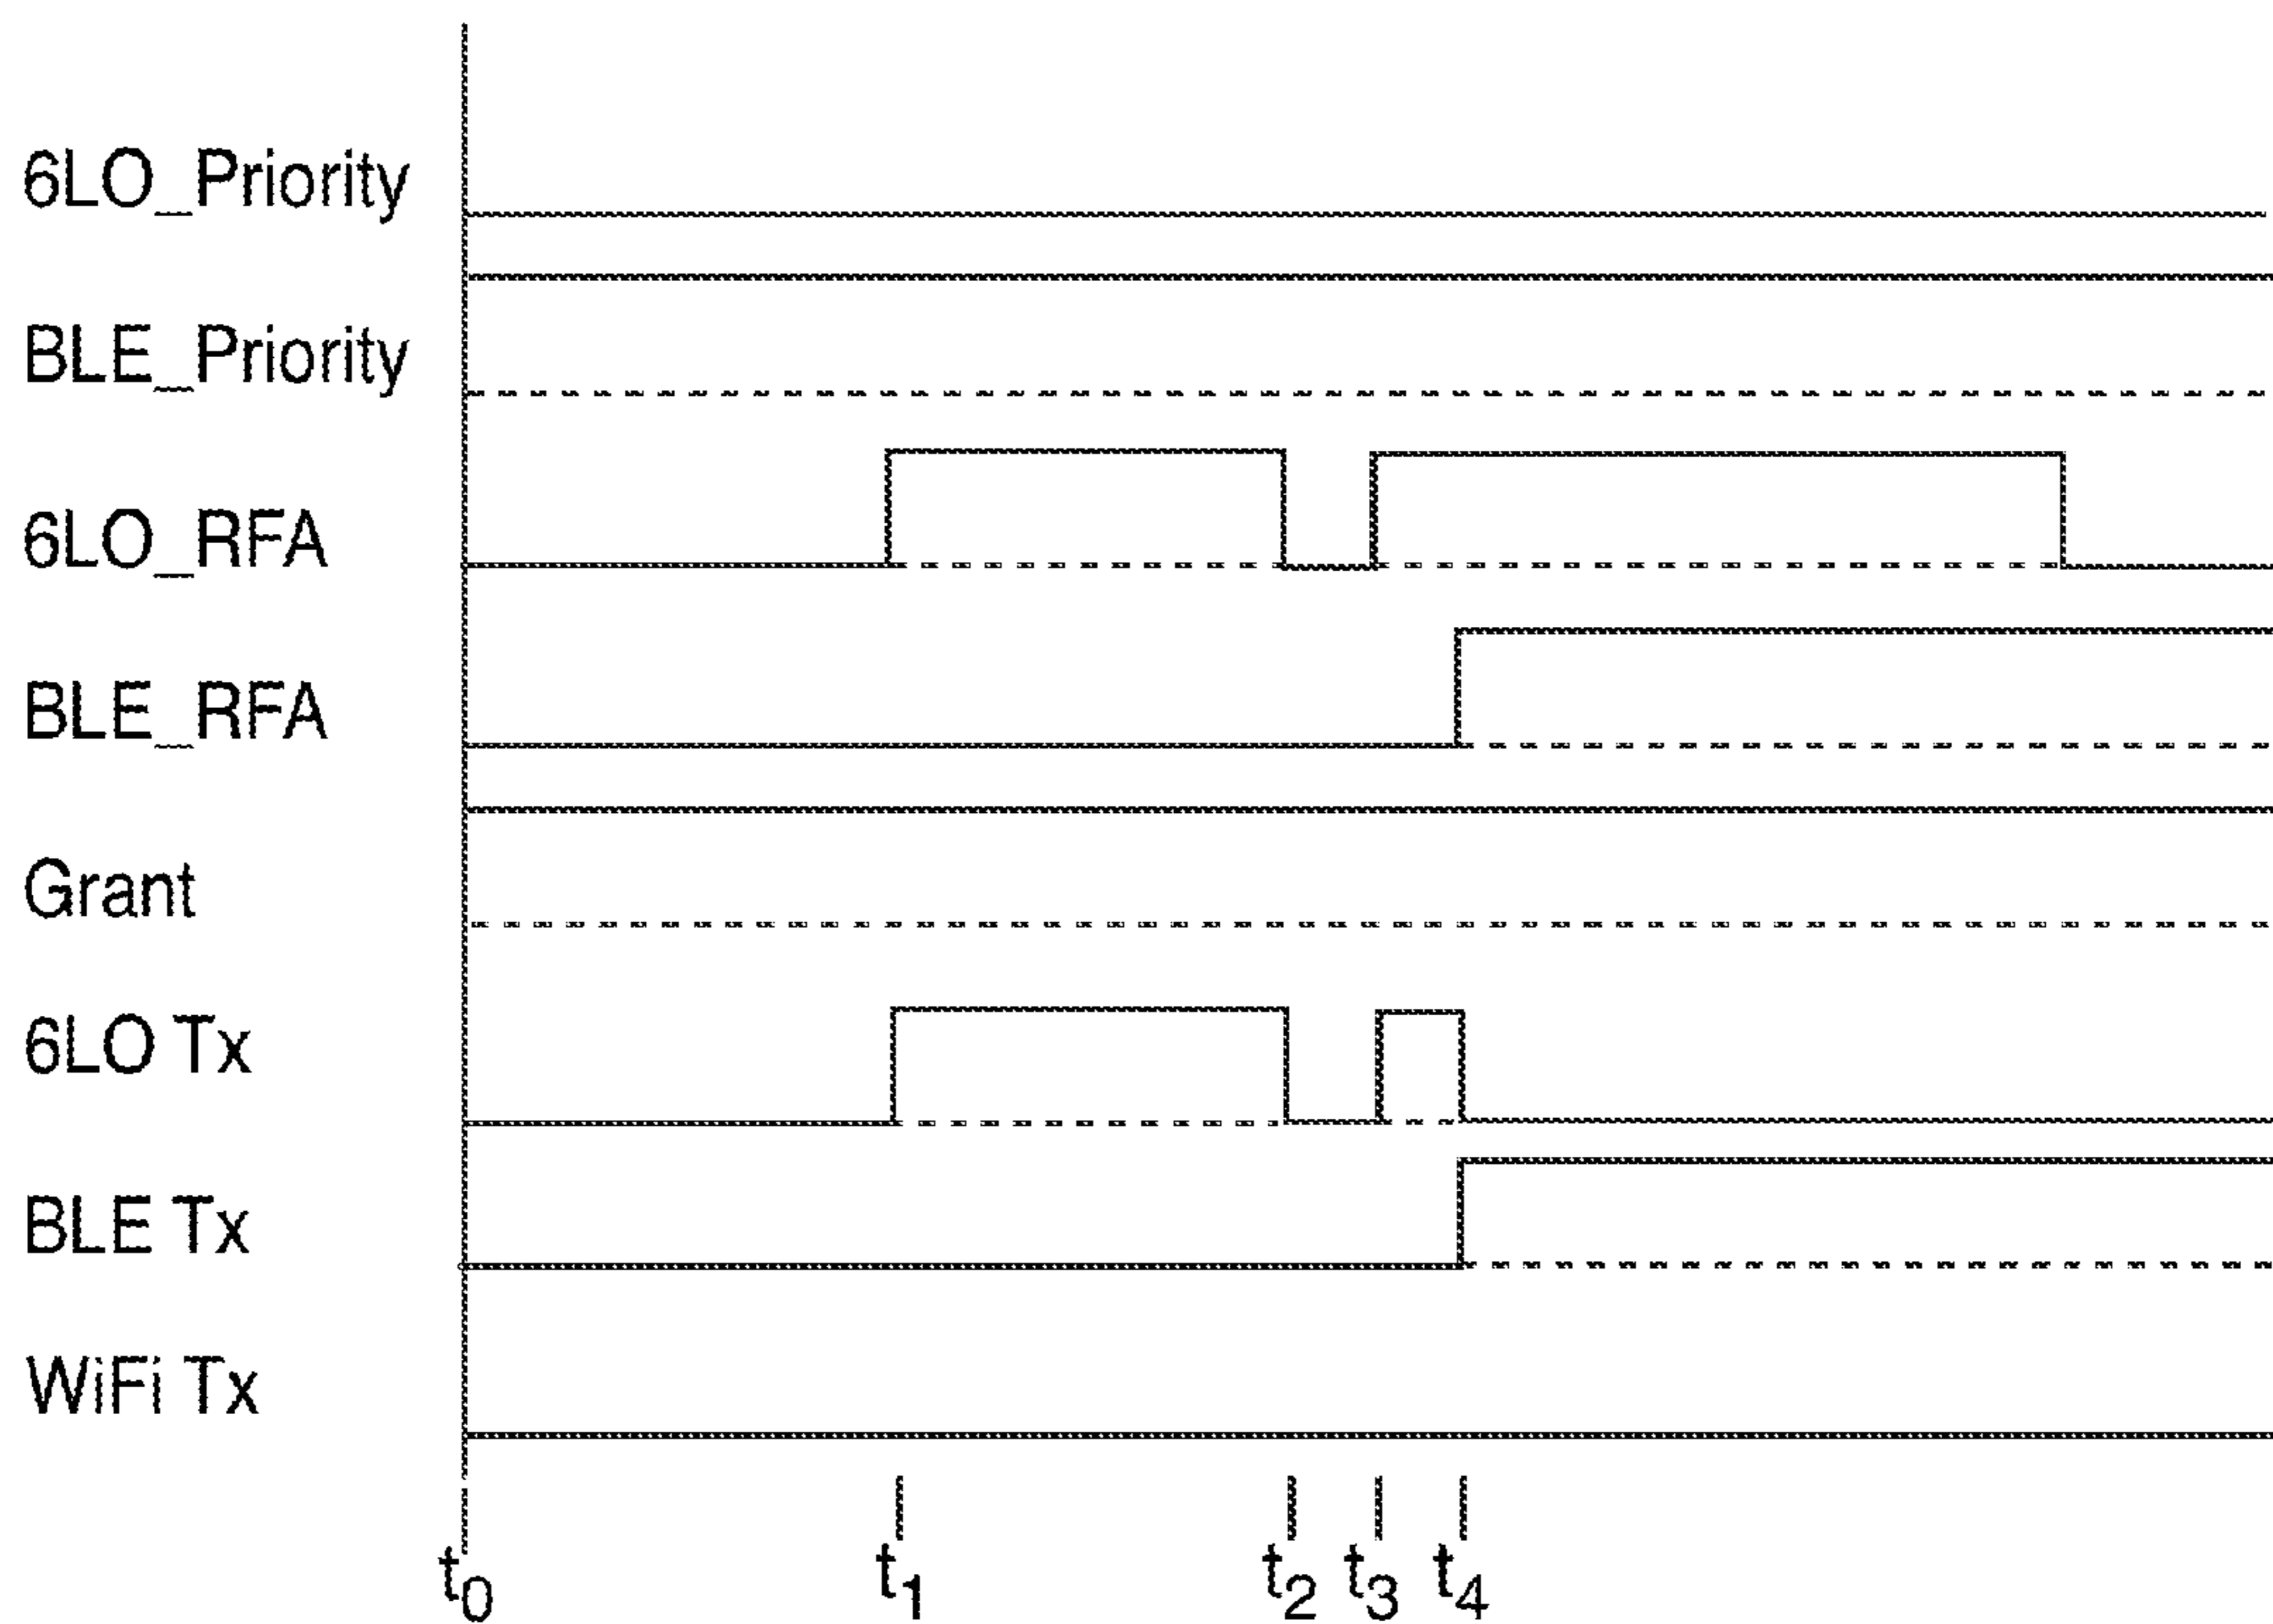 6LO_Priority
BLE_Priority
6LO_RFA
BLE_RFA
Grant
6LO Tx
BLE Tx
WiFi Tx
t0 t1 t2 t3 t4